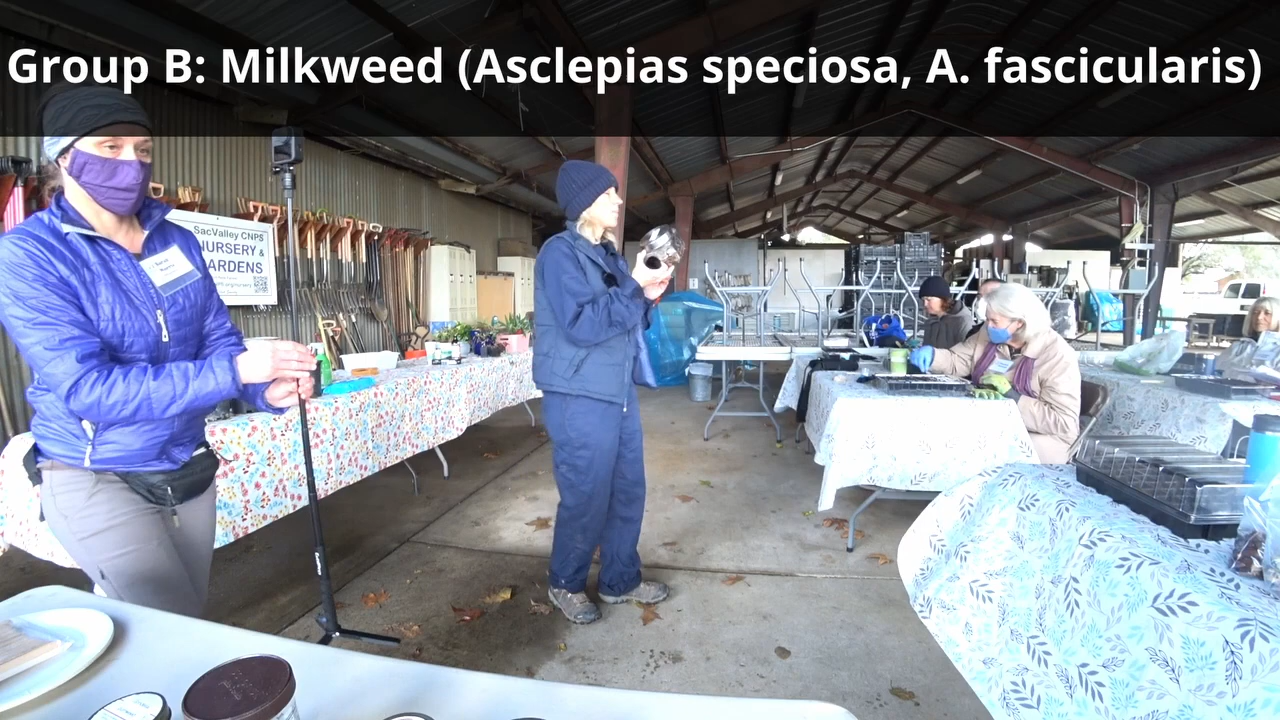 Group B: Milkweed (Asclepias speciosa, A. fascicularis)
SacValley CNPS
NURSERY &
GARDENS